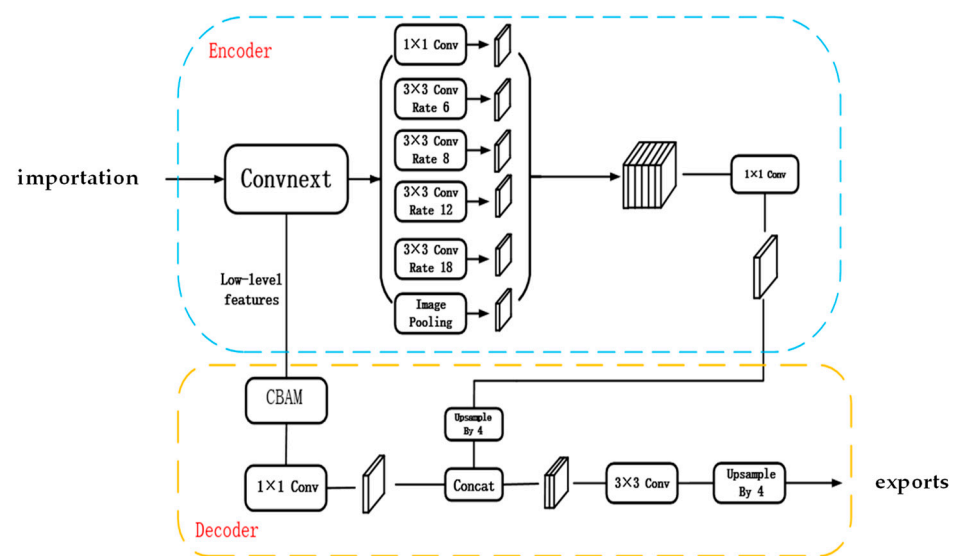 Encoder
1×1 Conv
3×3 Conv
Rate 6
3×3 Conv
Rate 8
importation
Convnext
1×1 Conv
3×3 Conv
Rate 12
3×3 Conv
Rate 18
Low-level
features
Image
Pooling
CBAM
Upsample
By 4
1×1 Conv
Concat
3×3 Conv
Upsample
By 4
exports
Decoder